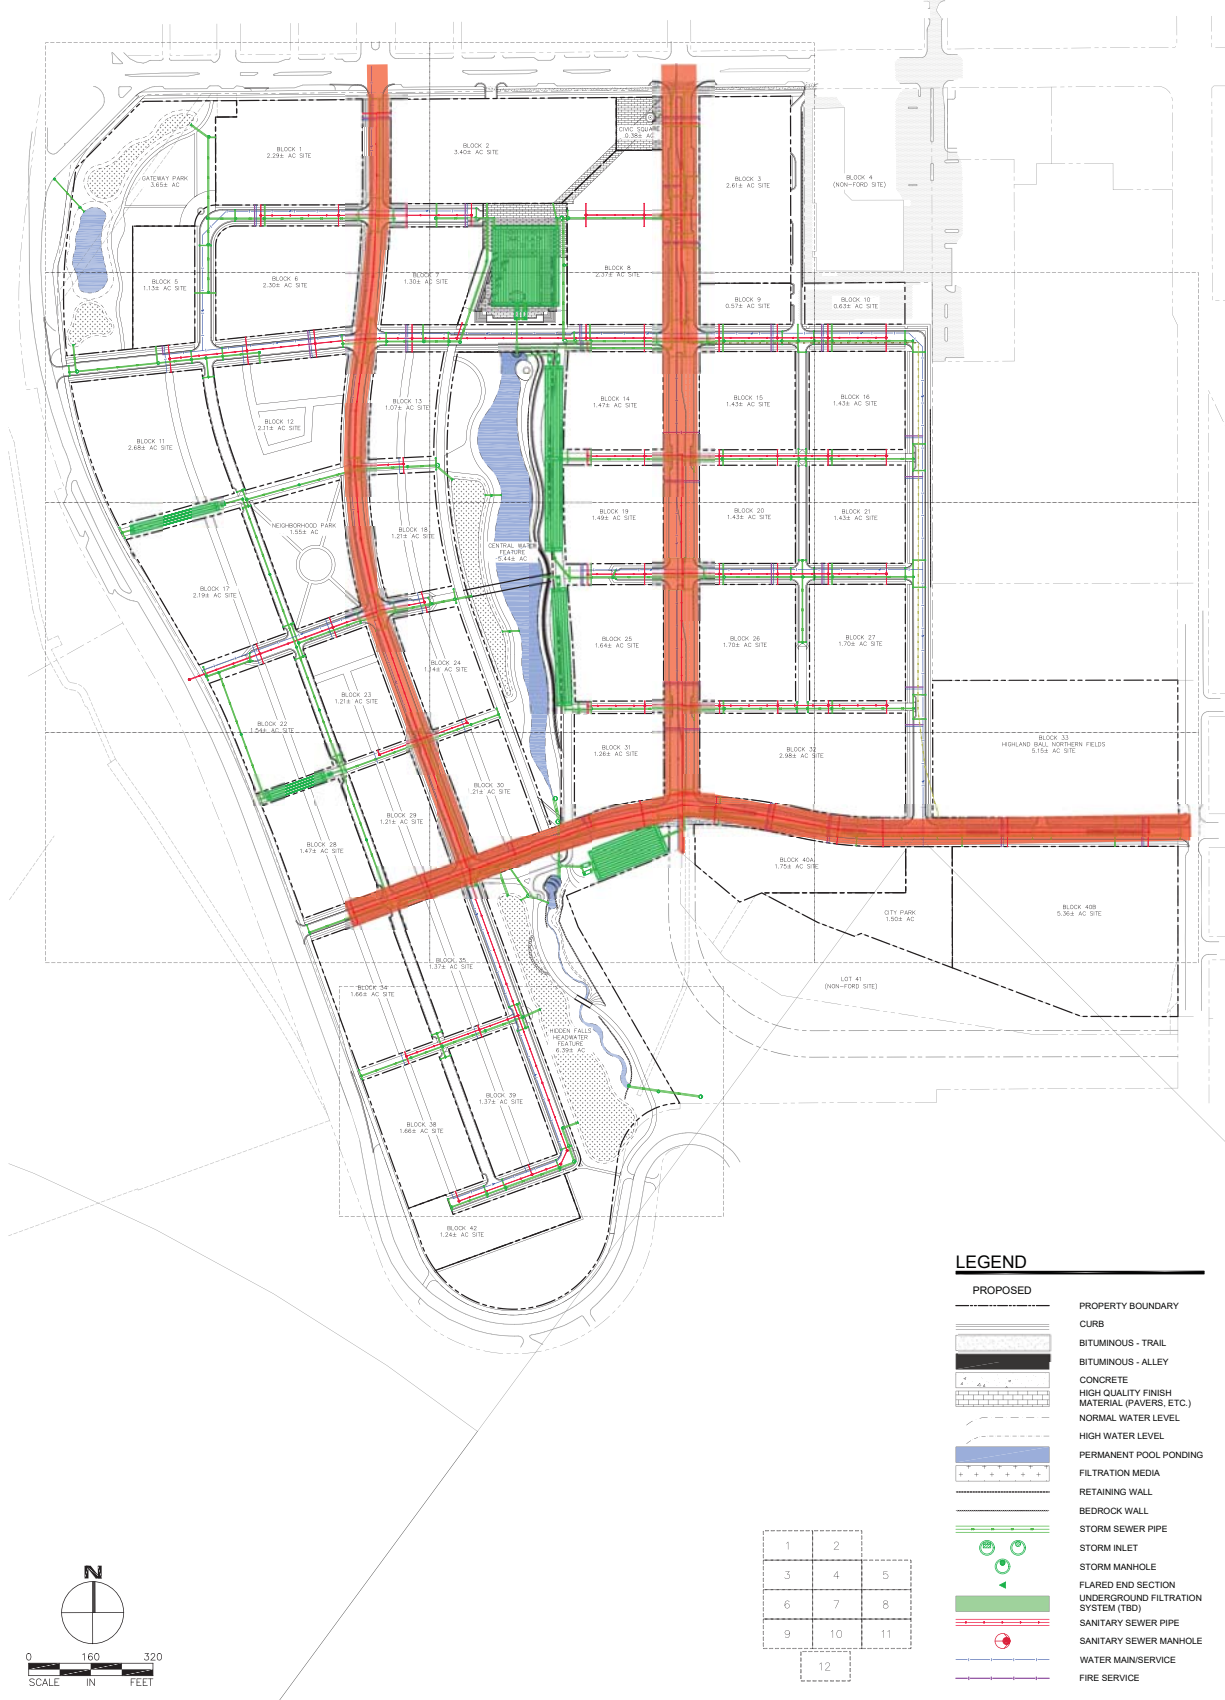 CIVIC SQUARE
0.38± AC
BLOCK 1
2.29± AC SITE
BLOCK 2
3.40± AC SITE
GATEWAY PARK
3.65± AC
BLOCK 3
2.61± AC SITE
BLOCK 4
(NON-FORD SITE)
BLOCK 5
1.13± AC SITE
BLOCK 6
2.30± AC SITE
BLOCK 7
1.30± AC SITE
BLOCK 8
2.37± AC SITE
BLOCK 9
0.57± AC SITE
BLOCK 10
0.63± AC SITE
BLOCK 11
2.68± AC SITE
BLOCK 12
2.11± AC SITE
BLOCK 13
1.07± AC SITE
BLOCK 14
1.47± AC SITE
BLOCK 15
1.43± AC SITE
BLOCK 16
1.43± AC SITE
NEIGHBORHOOD PARK
1.55± AC
BLOCK 18
1.21± AC SITE
CENTRAL WATER
FEATURE
5.44± AC
BLOCK 19
1.49± AC SITE
BLOCK 20
1.43± AC SITE
BLOCK 21
1.43± AC SITE
BLOCK 17
2.19± AC SITE
BLOCK 24
1.14± AC SITE
BLOCK 25
1.64± AC SITE
BLOCK 26
1.70± AC SITE
BLOCK 27
1.70± AC SITE
BLOCK 22
1.54± AC SITE
BLOCK 23
1.21± AC SITE
BLOCK 30
1.21± AC SITE
BLOCK 31
1.26± AC SITE
BLOCK 32
2.98± AC SITE
BLOCK 33
HIGHLAND BALL NORTHERN FIELDS
5.15± AC SITE
BLOCK 29
1.21± AC SITE
BLOCK 28
1.47± AC SITE
BLOCK 40A
1.75± AC SITE
CITY PARK
1.50± AC
BLOCK 40B
5.36± AC SITE
BLOCK 35
1.37± AC SITE
BLOCK 34
1.66± AC SITE
LOT 41
(NON-FORD SITE)
HIDDEN FALLS
HEADWATER
FEATURE
6.39± AC
BLOCK 39
1.37± AC SITE
BLOCK 38
1.66± AC SITE
BLOCK 42
1.24± AC SITE
LEGEND
PROPOSED
PROPERTY BOUNDARY
CURB
BITUMINOUS - TRAIL
BITUMINOUS - ALLEY
CONCRETE
HIGH QUALITY FINISH
MATERIAL (PAVERS, ETC.)
NORMAL WATER LEVEL
HIGH WATER LEVEL
PERMANENT POOL PONDING
FILTRATION MEDIA
RETAINING WALL
BEDROCK WALL
STORM SEWER PIPE
STORM INLET
STORM MANHOLE
FLARED END SECTION
UNDERGROUND FILTRATION
SYSTEM (TBD)
SANITARY SEWER PIPE
SANITARY SEWER MANHOLE
WATER MAIN/SERVICE
FIRE SERVICE
1 2
3 4 5
6 7 8
9 10 11
12
N
0 160 320
SCALE IN FEET